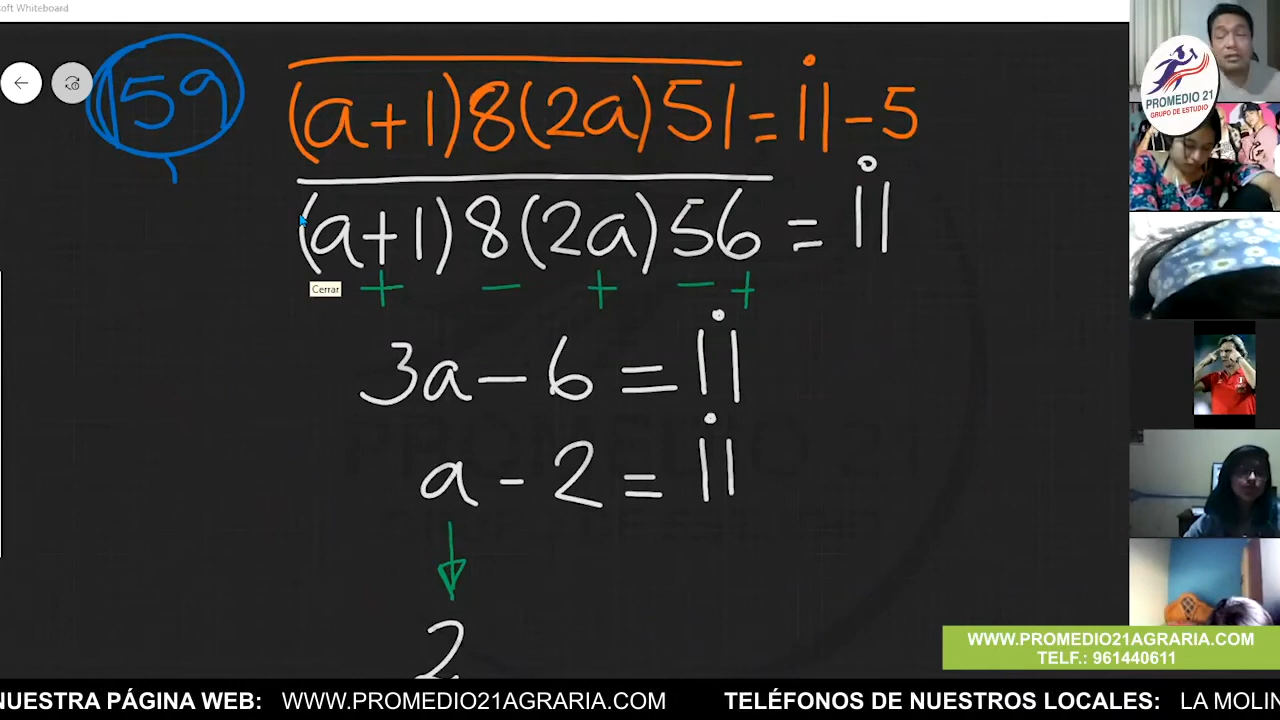 soft Whiteboard
159
(a+1)8(2a)51 = 11 - 5
(a+1)8(2a)56 = 11
+ - + - +
Cerrar
3a - 6 = 11
a - 2 = 11
2
PROMEDIO 21
GRUPO DE ESTUDIO
WWW.PROMEDIO21AGRARIA.COM
TELF.: 961440611
NUESTRA PÁGINA WEB: WWW.PROMEDIO21AGRARIA.COM TELÉFONOS DE NUESTROS LOCALES: LA MOLIN